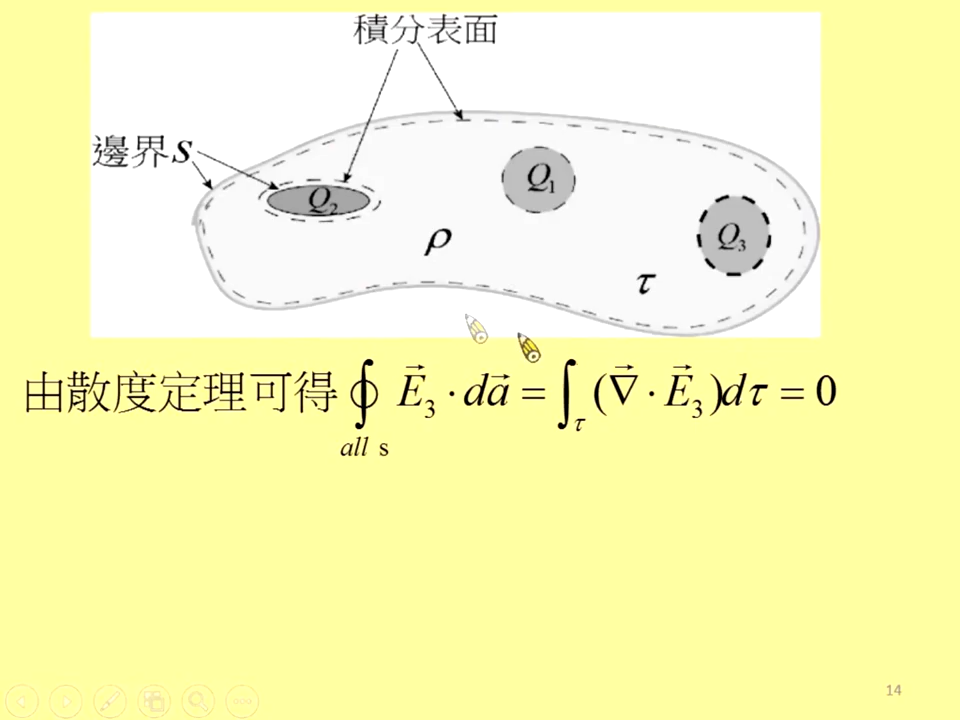 積分表面
邊界 S
Q₂
Q₁
Q₃
ρ
τ
由散度定理可得 ∮ E⃗₃ · da⃗ = ∫τ (∇⃗ · E⃗₃)dτ = 0
all s
14